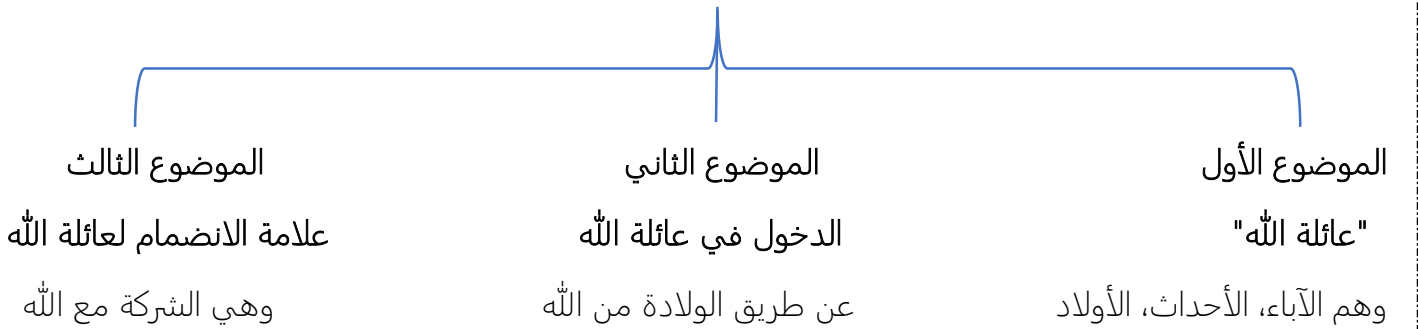 الموضوع الأول
"عائلة الله"
وهم الآباء، الأحداث، الأولاد
الموضوع الثاني
الدخول في عائلة الله
عن طريق الولادة من الله
الموضوع الثالث
علامة الانضمام لعائلة الله
وهي الشركة مع الله